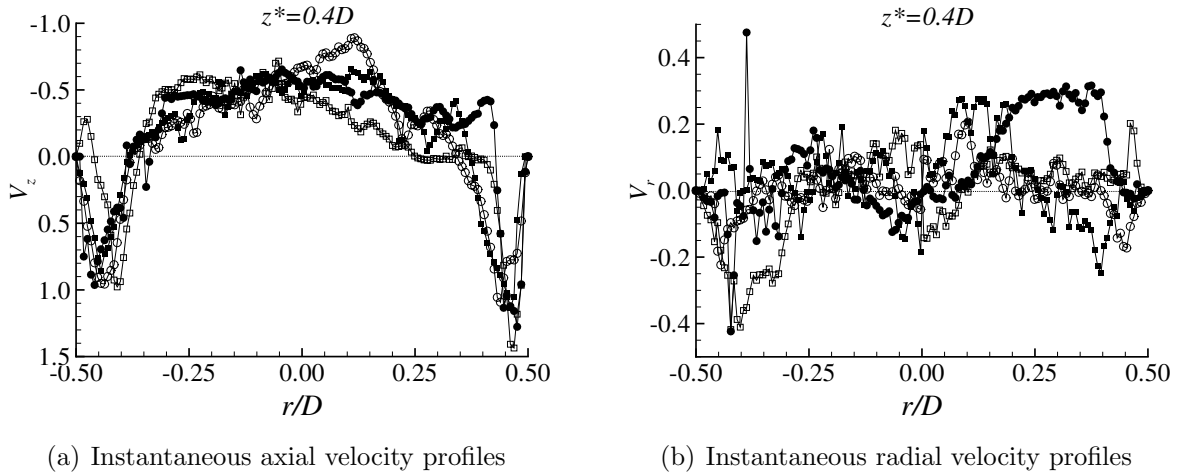 z*=0.4D
-1.0
-0.5
0.0
0.5
1.0
1.5
V_z
-0.50
-0.25
0.00
0.25
0.50
r/D
(a) Instantaneous axial velocity profiles
z*=0.4D
0.4
0.2
0.0
-0.2
-0.4
V_r
-0.50
-0.25
0.00
0.25
0.50
r/D
(b) Instantaneous radial velocity profiles